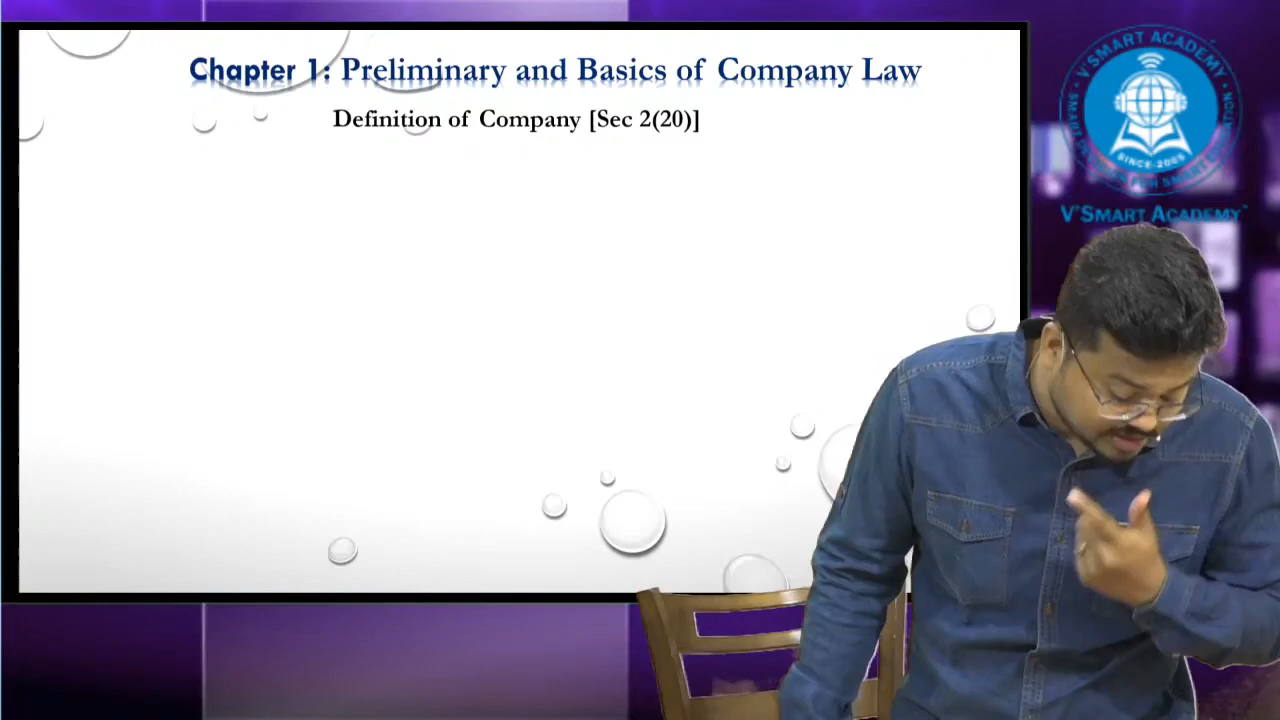 Chapter 1: Preliminary and Basics of Company Law
Definition of Company [Sec 2(20)]
V'SMART ACADEMY
SINCE-2005
V'SMART ACADEMY